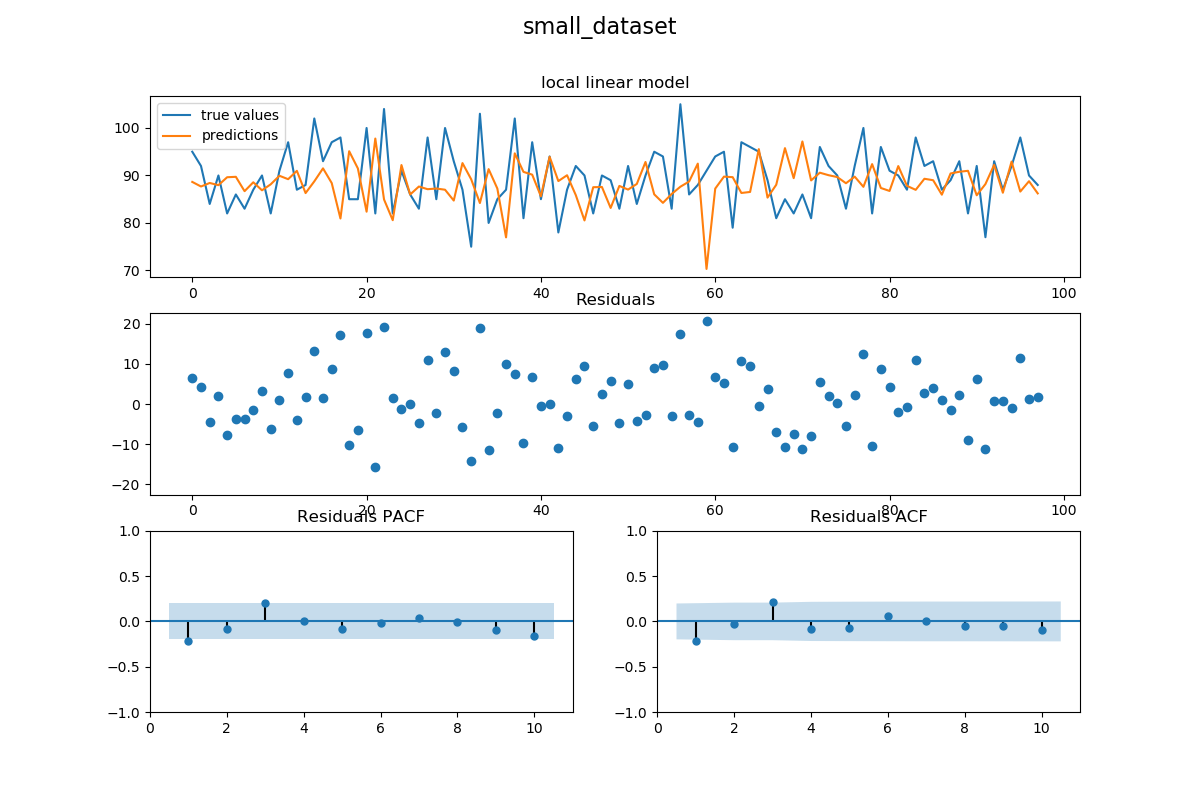 small_dataset
local linear model
true values
predictions
100
90
80
70
0 20 40 60 80 100
Residuals
20
10
0
−10
−20
0 20 40 60 80 100
Residuals PACF
1.0
0.5
0.0
−0.5
−1.0
0 2 4 6 8 10
Residuals ACF
1.0
0.5
0.0
−0.5
−1.0
0 2 4 6 8 10